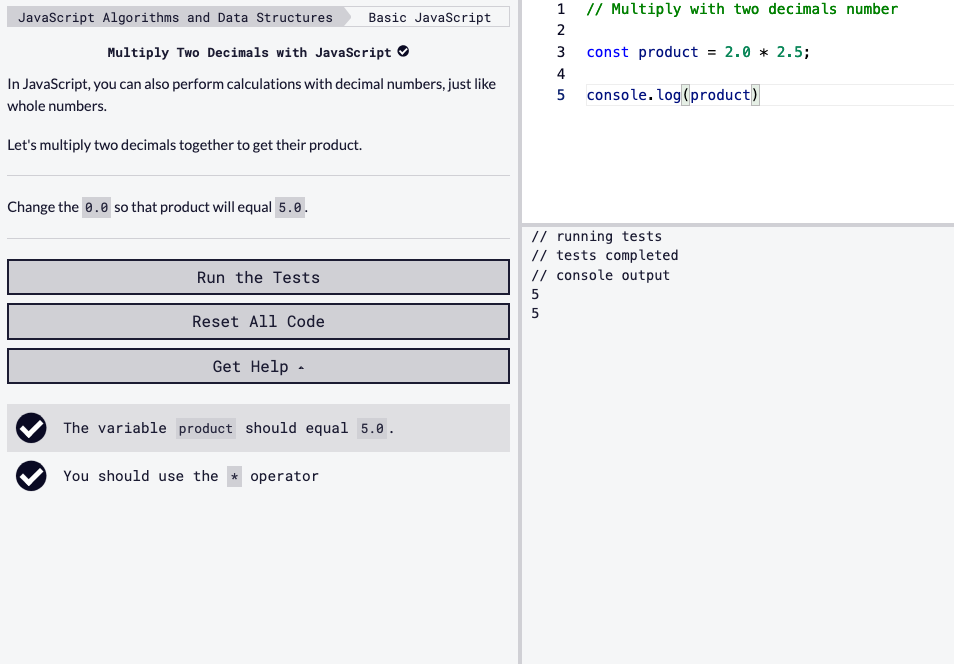 JavaScript Algorithms and Data Structures
Basic JavaScript
Multiply Two Decimals with JavaScript
In JavaScript, you can also perform calculations with decimal numbers, just like
whole numbers.
Let's multiply two decimals together to get their product.
Change the 0.0 so that product will equal 5.0.
Run the Tests
Reset All Code
Get Help
The variable product should equal 5.0.
You should use the * operator
1 // Multiply with two decimals number
2
3 const product = 2.0 * 2.5;
4
5 console.log(product)
// running tests
// tests completed
// console output
5
5